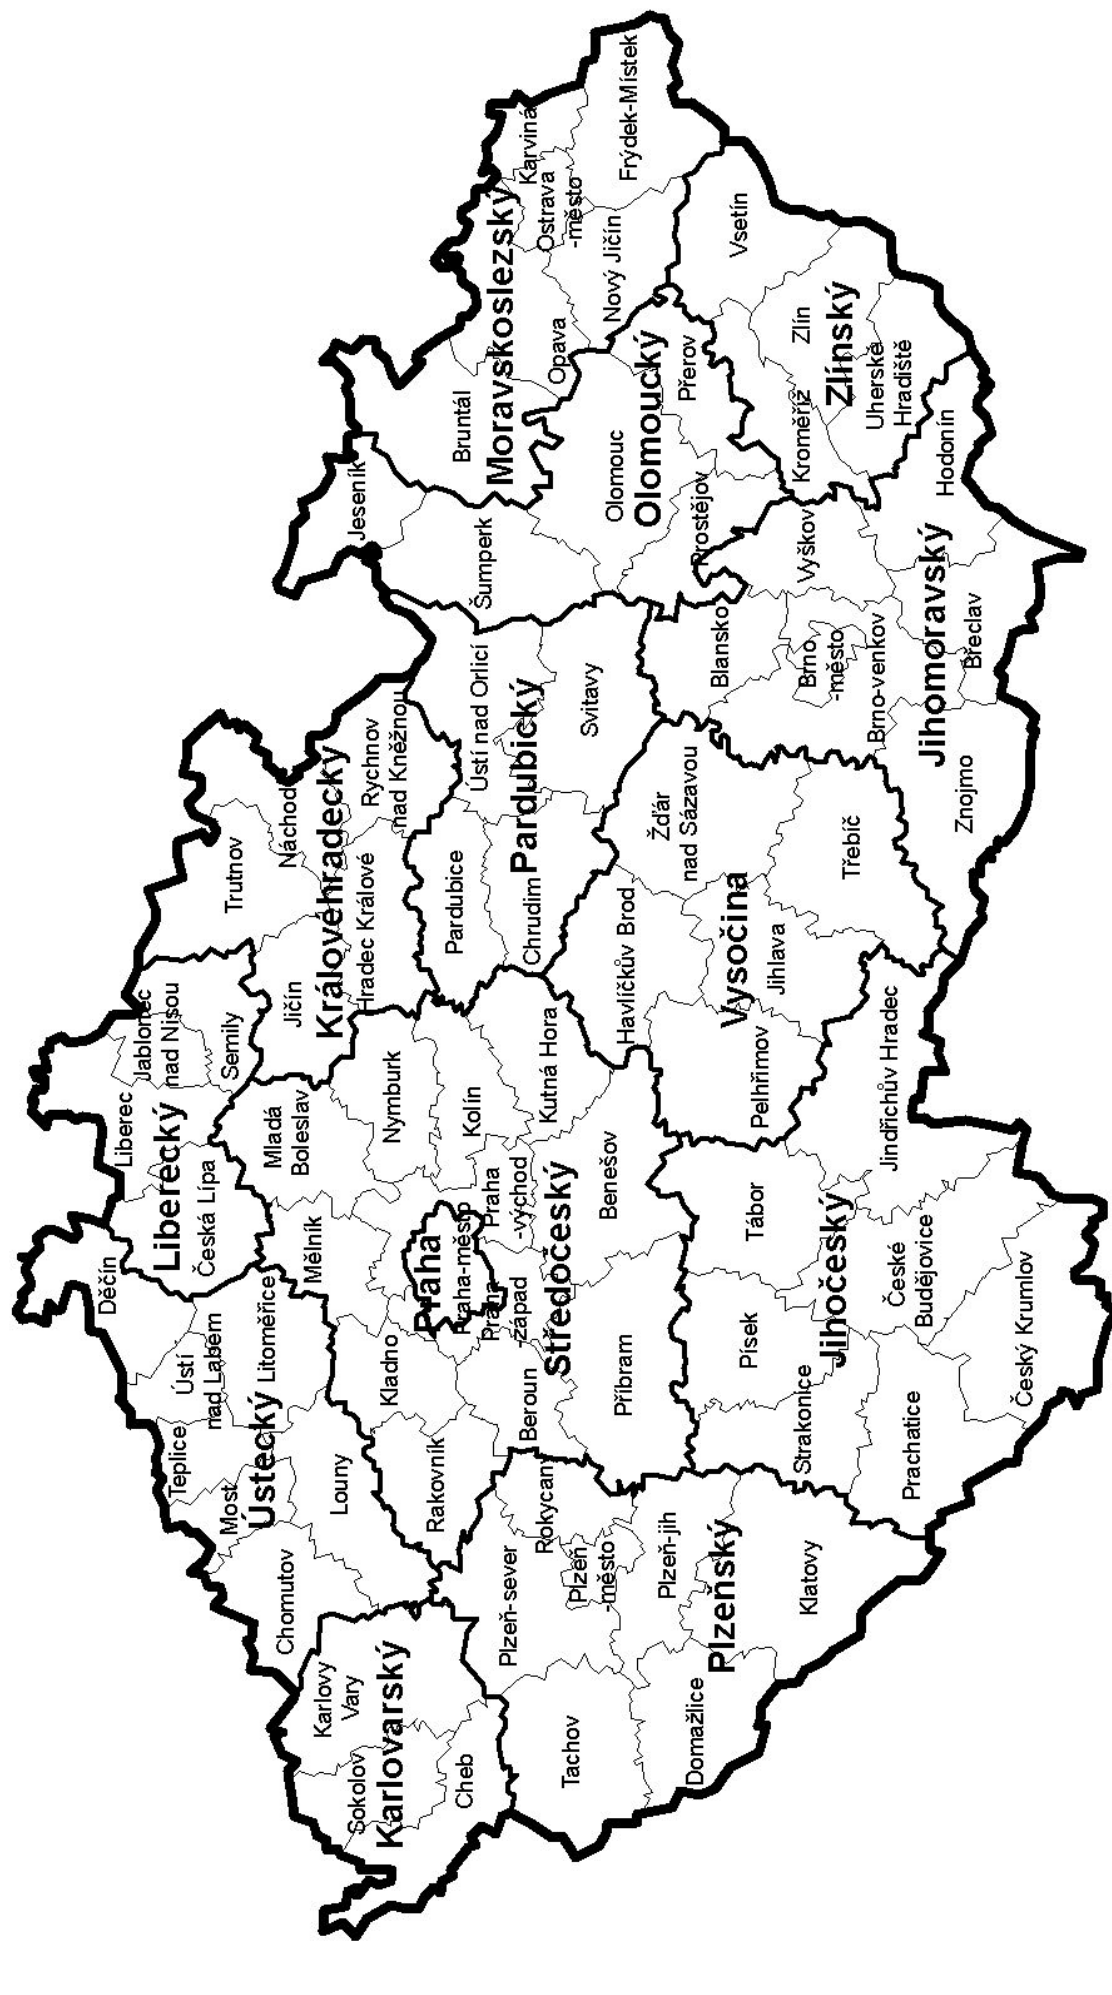 Karlovarský
Sokolov
Karlovy
Vary
Cheb
Ústecký
Chomutov
Most
Teplice
Louny
Ústí
nad Labem
Litoměřice
Děčín
Liberecký
Česká Lípa
Liberec
Jablonec
nad Nisou
Semily
Královehradecký
Jičín
Trutnov
Náchod
Hradec Králové
Rychnov
nad Kněžnou
Pardubický
Pardubice
Chrudim
Ústí nad Orlicí
Svitavy
Praha
Praha-město
Středočeský
Rakovník
Kladno
Mělník
Mladá
Boleslav
Nymburk
Kolín
Kutná Hora
Praha
-východ
Praha
-západ
Beroun
Příbram
Benešov
Plzeňský
Tachov
Plzeň-sever
Rokycany
Plzeň
-město
Plzeň-jih
Domažlice
Klatovy
Jihočeský
Strakonice
Písek
Tábor
Prachatice
České
Budějovice
Český Krumlov
Jindřichův Hradec
Vysočina
Pelhřimov
Havlíčkův Brod
Jihlava
Žďár
nad Sázavou
Třebíč
Jihomoravský
Znojmo
Blansko
Brno
-město
Brno-venkov
Vyškov
Břeclav
Hodonín
Olomoucký
Jeseník
Šumperk
Olomouc
Prostějov
Přerov
Moravskoslezský
Bruntál
Opava
Ostrava
-město
Karviná
Nový Jičín
Frýdek-Místek
Zlínský
Kroměříž
Zlín
Vsetín
Uherské
Hradiště